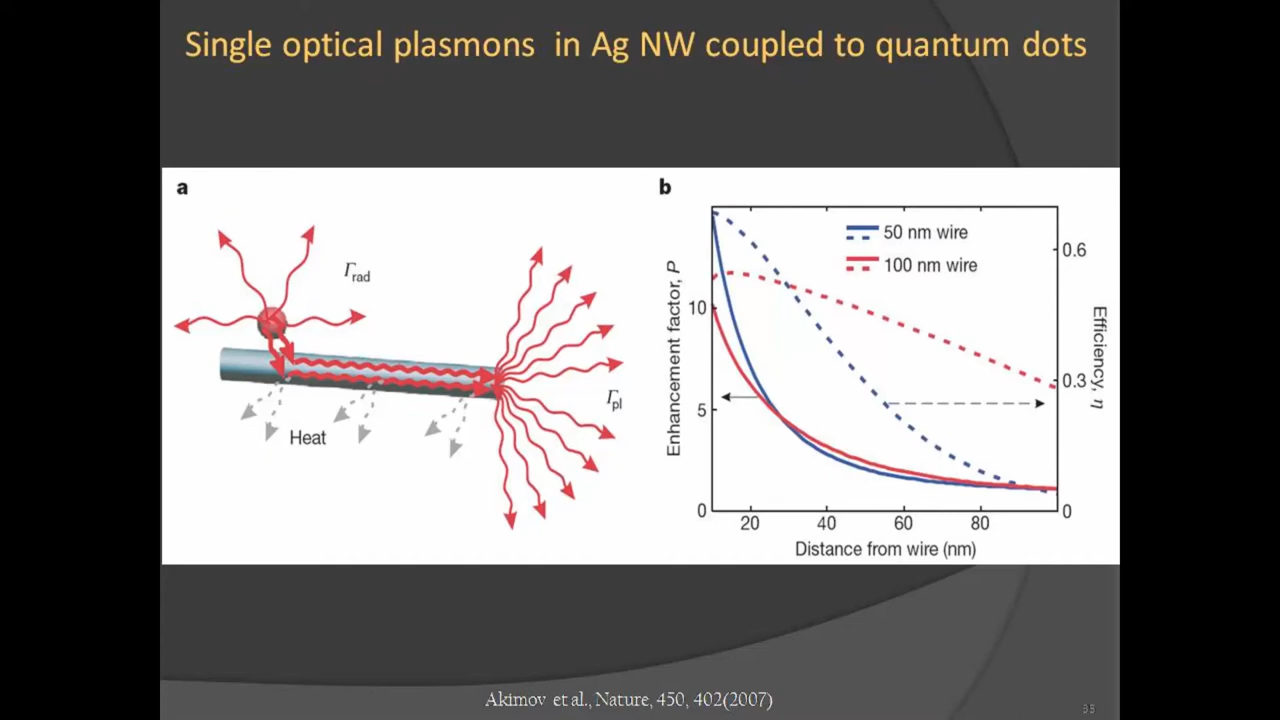 Single optical plasmons in Ag NW coupled to quantum dots
a
Γrad
Γpl
Heat
b
50 nm wire
100 nm wire
Enhancement factor, P
10
5
0
20 40 60 80
Distance from wire (nm)
0.6
0.3
0
Efficiency, η
Akimov et al., Nature, 450, 402(2007)